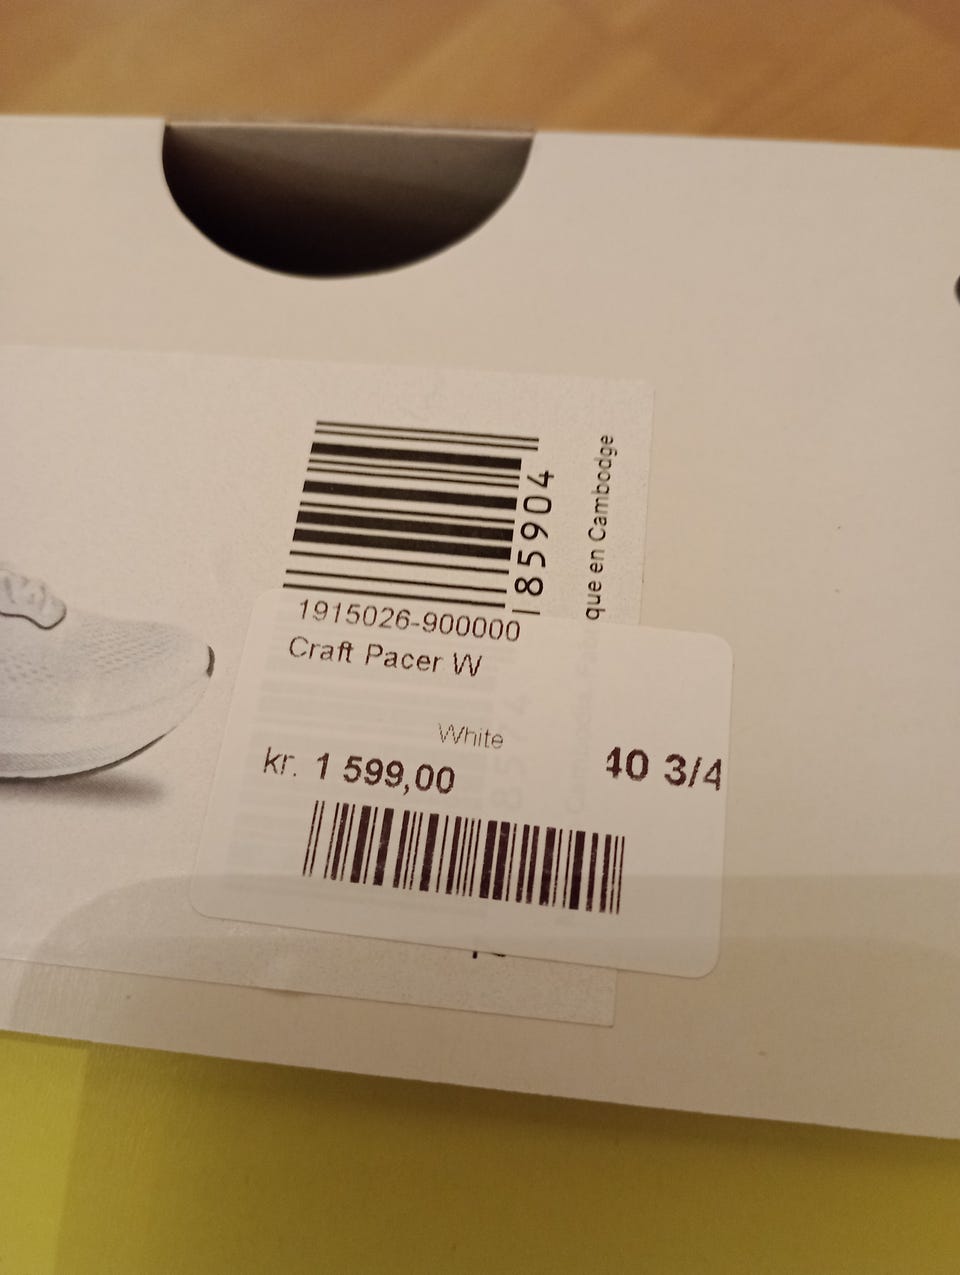 185904
que en Cambodge
1915026-900000
Craft Pacer W
White
kr. 1 599,00
40 3/4